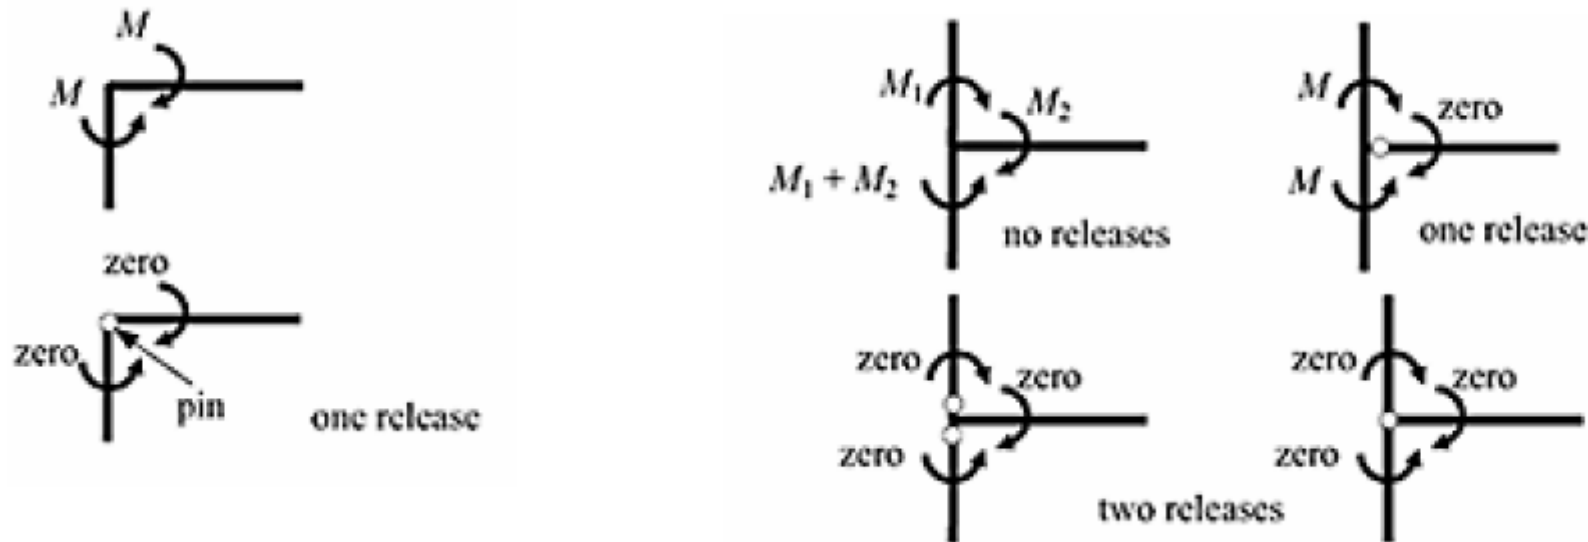 M
M
zero
zero
pin
one release
M₁
M₂
M₁ + M₂
no releases
M
zero
M
one release
zero
zero
zero
zero
zero
zero
two releases